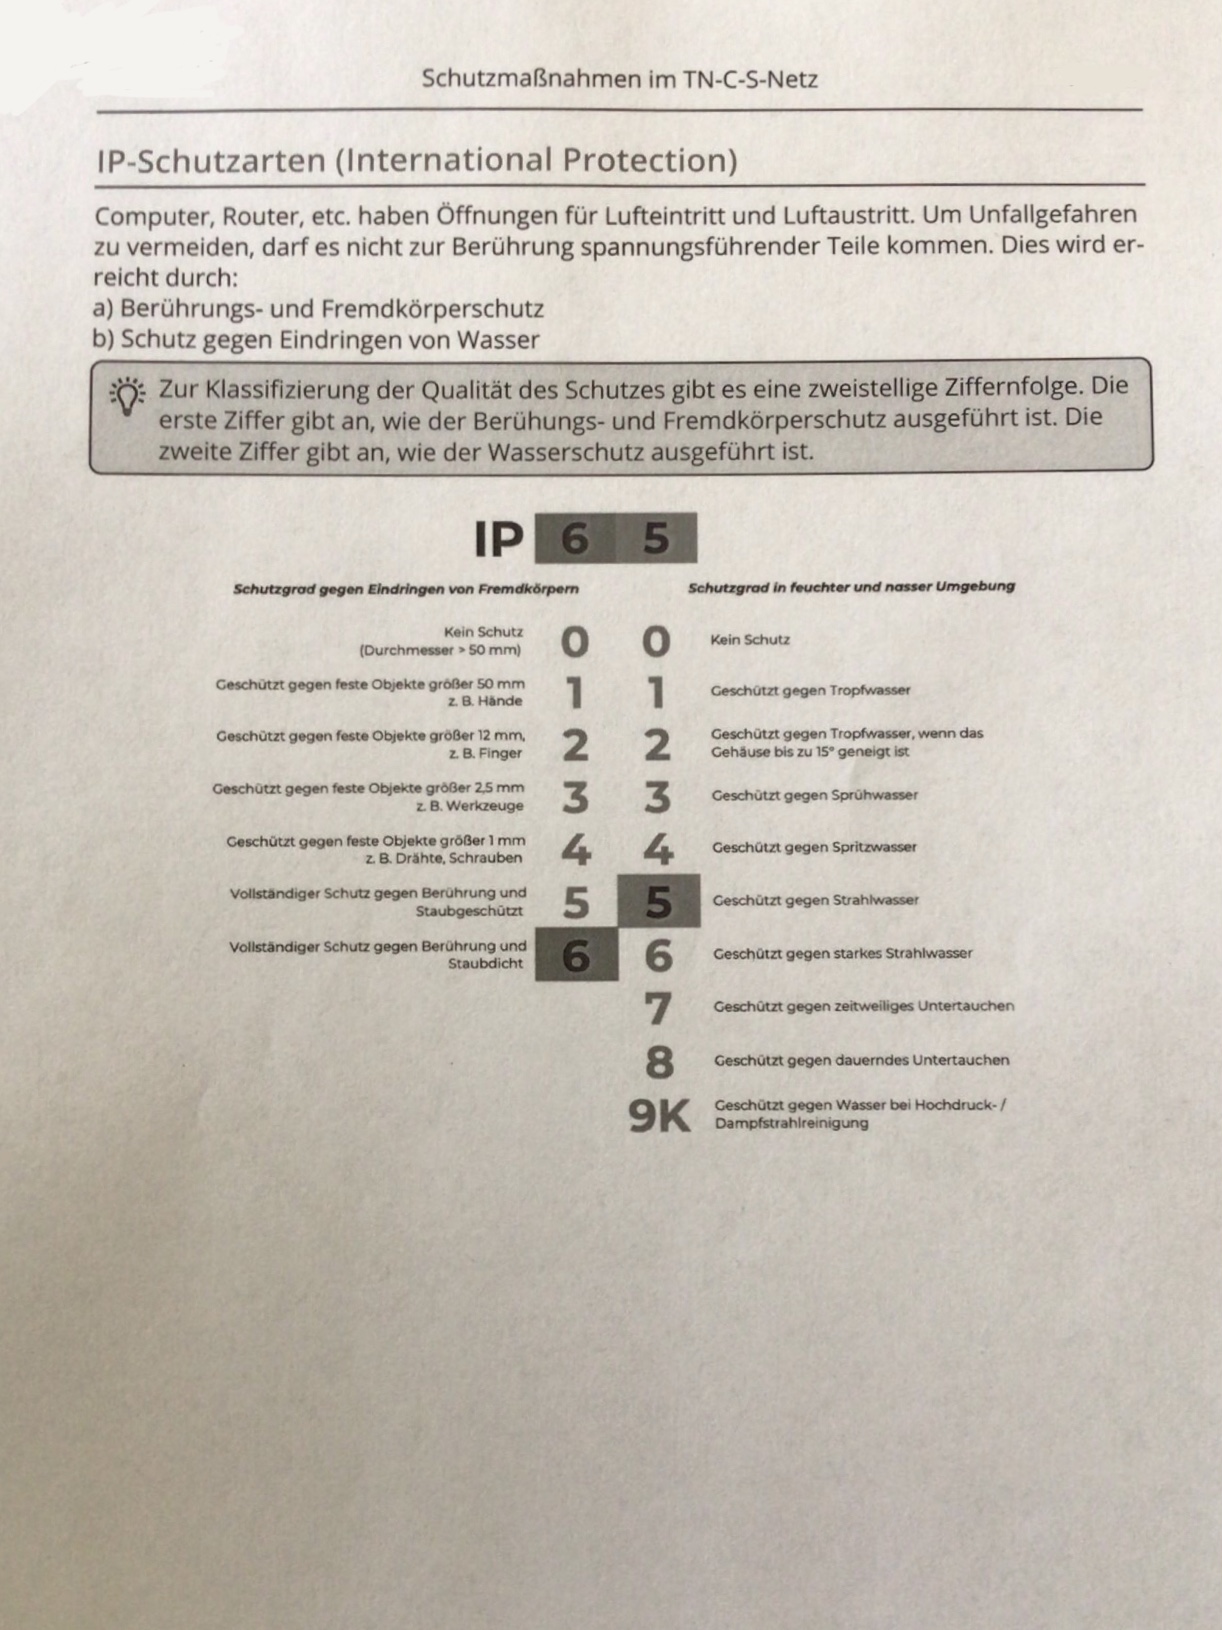 Schutzmaßnahmen im TN-C-S-Netz
IP-Schutzarten (International Protection)
Computer, Router, etc. haben Öffnungen für Lufteintritt und Luftaustritt. Um Unfallgefahren
zu vermeiden, darf es nicht zur Berührung spannungsführender Teile kommen. Dies wird er-
reicht durch:
a) Berührungs- und Fremdkörperschutz
b) Schutz gegen Eindringen von Wasser
Zur Klassifizierung der Qualität des Schutzes gibt es eine zweistellige Ziffernfolge. Die
erste Ziffer gibt an, wie der Berühungs- und Fremdkörperschutz ausgeführt ist. Die
zweite Ziffer gibt an, wie der Wasserschutz ausgeführt ist.
IP 6 5
Schutzgrad gegen Eindringen von Fremdkörpern
Schutzgrad in feuchter und nasser Umgebung
Kein Schutz
(Durchmesser > 50 mm)
0 0 Kein Schutz
Geschützt gegen feste Objekte größer 50 mm
z. B. Hände
1 1 Geschützt gegen Tropfwasser
Geschützt gegen feste Objekte größer 12 mm,
z. B. Finger
2 2 Geschützt gegen Tropfwasser, wenn das
Gehäuse bis zu 15° geneigt ist
Geschützt gegen feste Objekte größer 2,5 mm
z. B. Werkzeuge
3 3 Geschützt gegen Sprühwasser
Geschützt gegen feste Objekte größer 1 mm
z. B. Drähte, Schrauben
4 4 Geschützt gegen Spritzwasser
Vollständiger Schutz gegen Berührung und
Staubgeschützt
5 5 Geschützt gegen Strahlwasser
Vollständiger Schutz gegen Berührung und
Staubdicht
6 6 Geschützt gegen starkes Strahlwasser
7 Geschützt gegen zeitweiliges Untertauchen
8 Geschützt gegen dauerndes Untertauchen
9K Geschützt gegen Wasser bei Hochdruck- /
Dampfstrahlreinigung